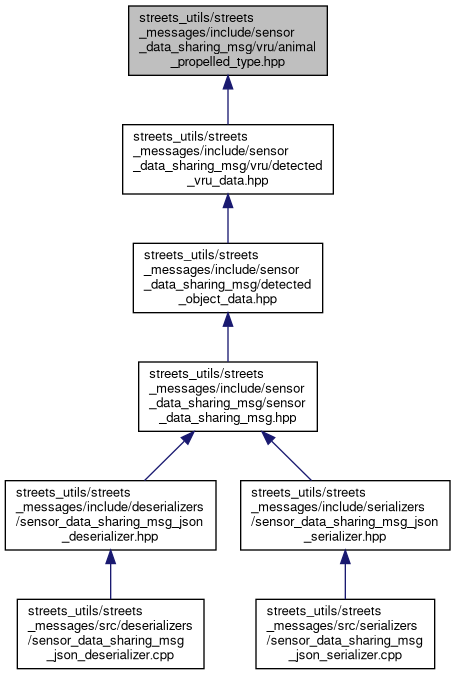 streets_utils/streets
_messages/include/sensor
_data_sharing_msg/vru/animal
_propelled_type.hpp
streets_utils/streets
_messages/include/sensor
_data_sharing_msg/vru/detected
_vru_data.hpp
streets_utils/streets
_messages/include/sensor
_data_sharing_msg/detected
_object_data.hpp
streets_utils/streets
_messages/include/sensor
_data_sharing_msg/sensor
_data_sharing_msg.hpp
streets_utils/streets
_messages/include/deserializers
/sensor_data_sharing_msg_json
_deserializer.hpp
streets_utils/streets
_messages/include/serializers
/sensor_data_sharing_msg_json
_serializer.hpp
streets_utils/streets
_messages/src/deserializers
/sensor_data_sharing_msg
_json_deserializer.cpp
streets_utils/streets
_messages/src/serializers
/sensor_data_sharing_msg
_json_serializer.cpp